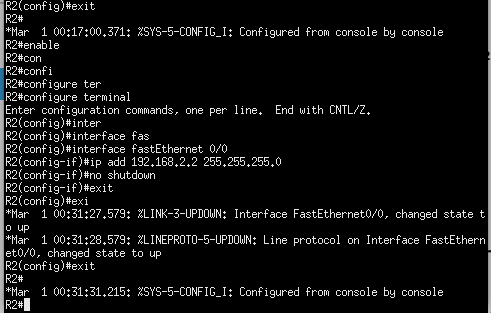 R2(config)#exit
R2#
*Mar  1 00:17:00.371: %SYS-5-CONFIG_I: Configured from console by console
R2#enable
R2#con
R2#confi
R2#configure ter
R2#configure terminal
Enter configuration commands, one per line.  End with CNTL/Z.
R2(config)#inter
R2(config)#interface fas
R2(config)#interface fastEthernet 0/0
R2(config-if)#ip add 192.168.2.2 255.255.255.0
R2(config-if)#no shutdown
R2(config-if)#exit
R2(config)#exi
*Mar  1 00:31:27.579: %LINK-3-UPDOWN: Interface FastEthernet0/0, changed state t
o up
*Mar  1 00:31:28.579: %LINEPROTO-5-UPDOWN: Line protocol on Interface FastEthern
et0/0, changed state to up
R2(config)#exit
R2#
*Mar  1 00:31:31.215: %SYS-5-CONFIG_I: Configured from console by console
R2#